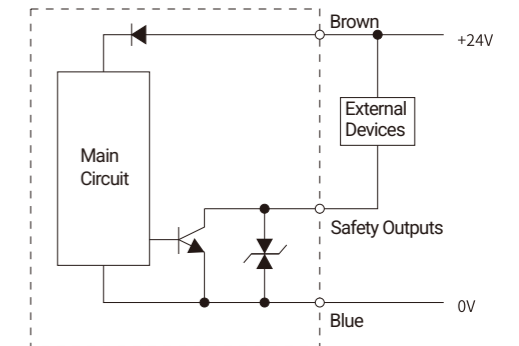 Brown
+24V
External
Devices
Main
Circuit
Safety Outputs
0V
Blue